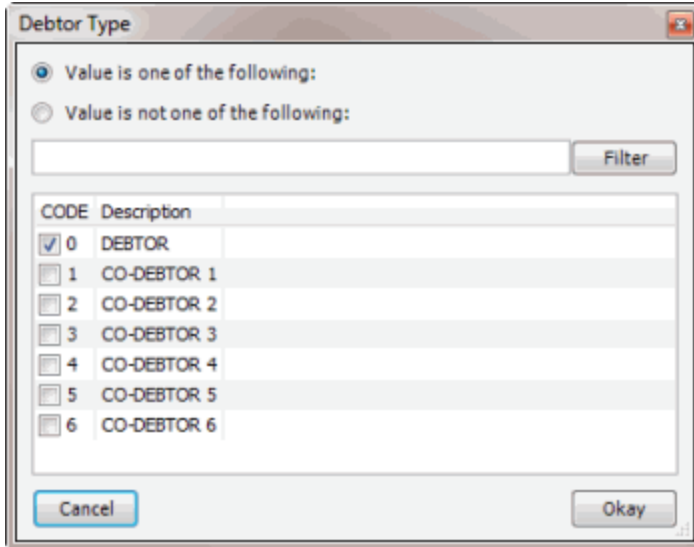 Debtor Type
Value is one of the following:
Value is not one of the following:
Filter
CODE Description
0 DEBTOR
1 CO-DEBTOR 1
2 CO-DEBTOR 2
3 CO-DEBTOR 3
4 CO-DEBTOR 4
5 CO-DEBTOR 5
6 CO-DEBTOR 6
Cancel Okay